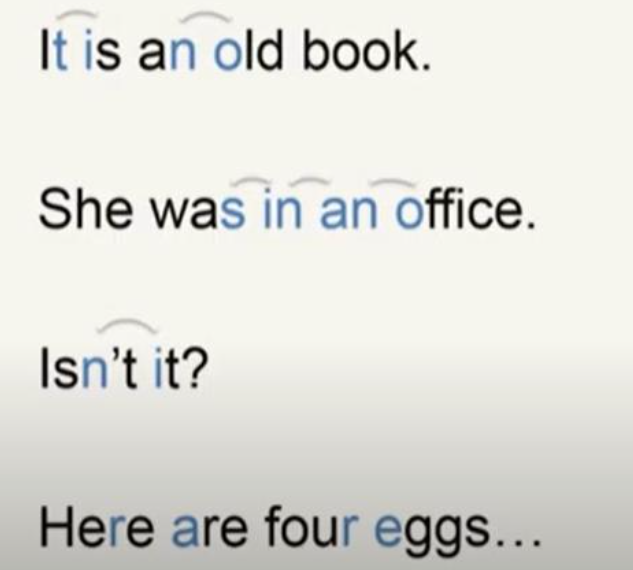 It is an old book.
She was in an office.
Isn't it?
Here are four eggs...